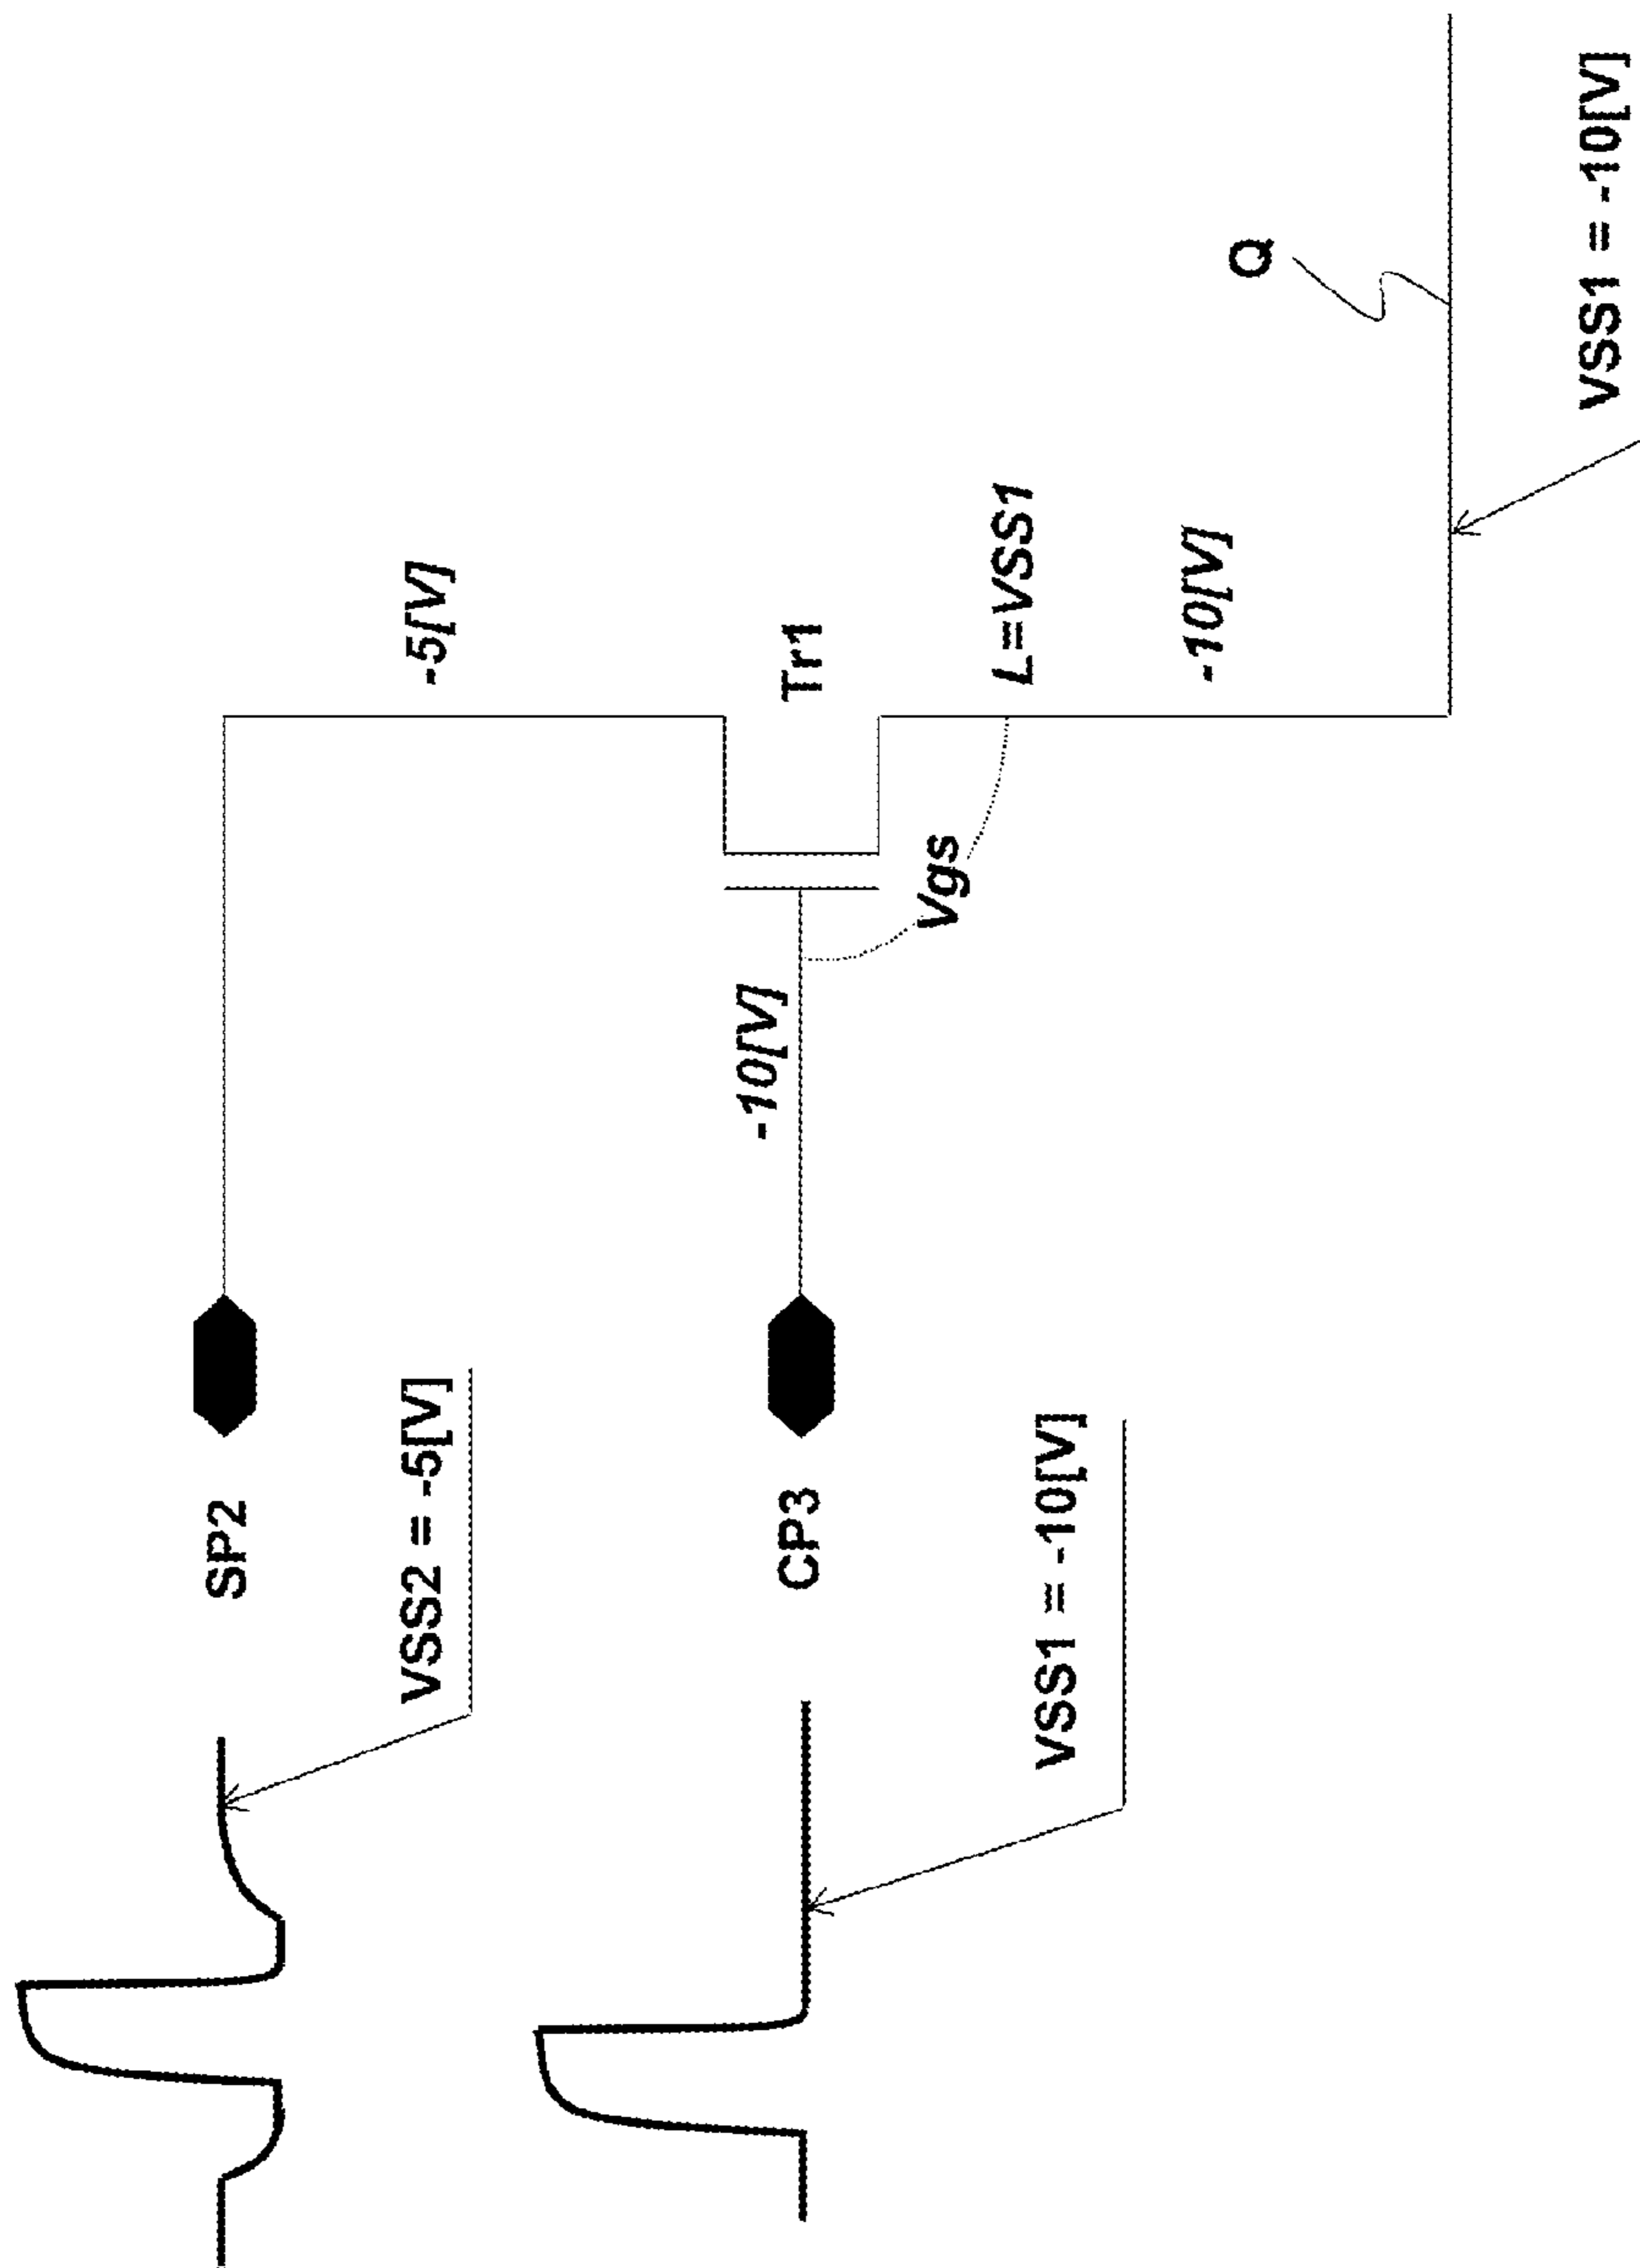 SP2
VSS2 = -5[V]
-5[V]
CP3
-10[V]
Tr1
Vgs
L=VSS1
VSS1 = -10[V]
-10[V]
Q
VSS1 = -10[V]